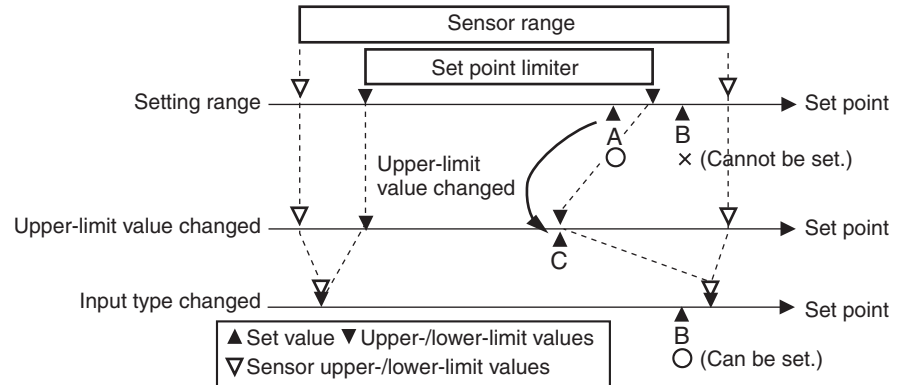 Sensor range
Set point limiter
Setting range
Set point
A
B
○
× (Cannot be set.)
Upper-limit
value changed
Upper-limit value changed
Set point
C
Input type changed
Set point
B
○ (Can be set.)
▲ Set value ▼ Upper-/lower-limit values
▽ Sensor upper-/lower-limit values